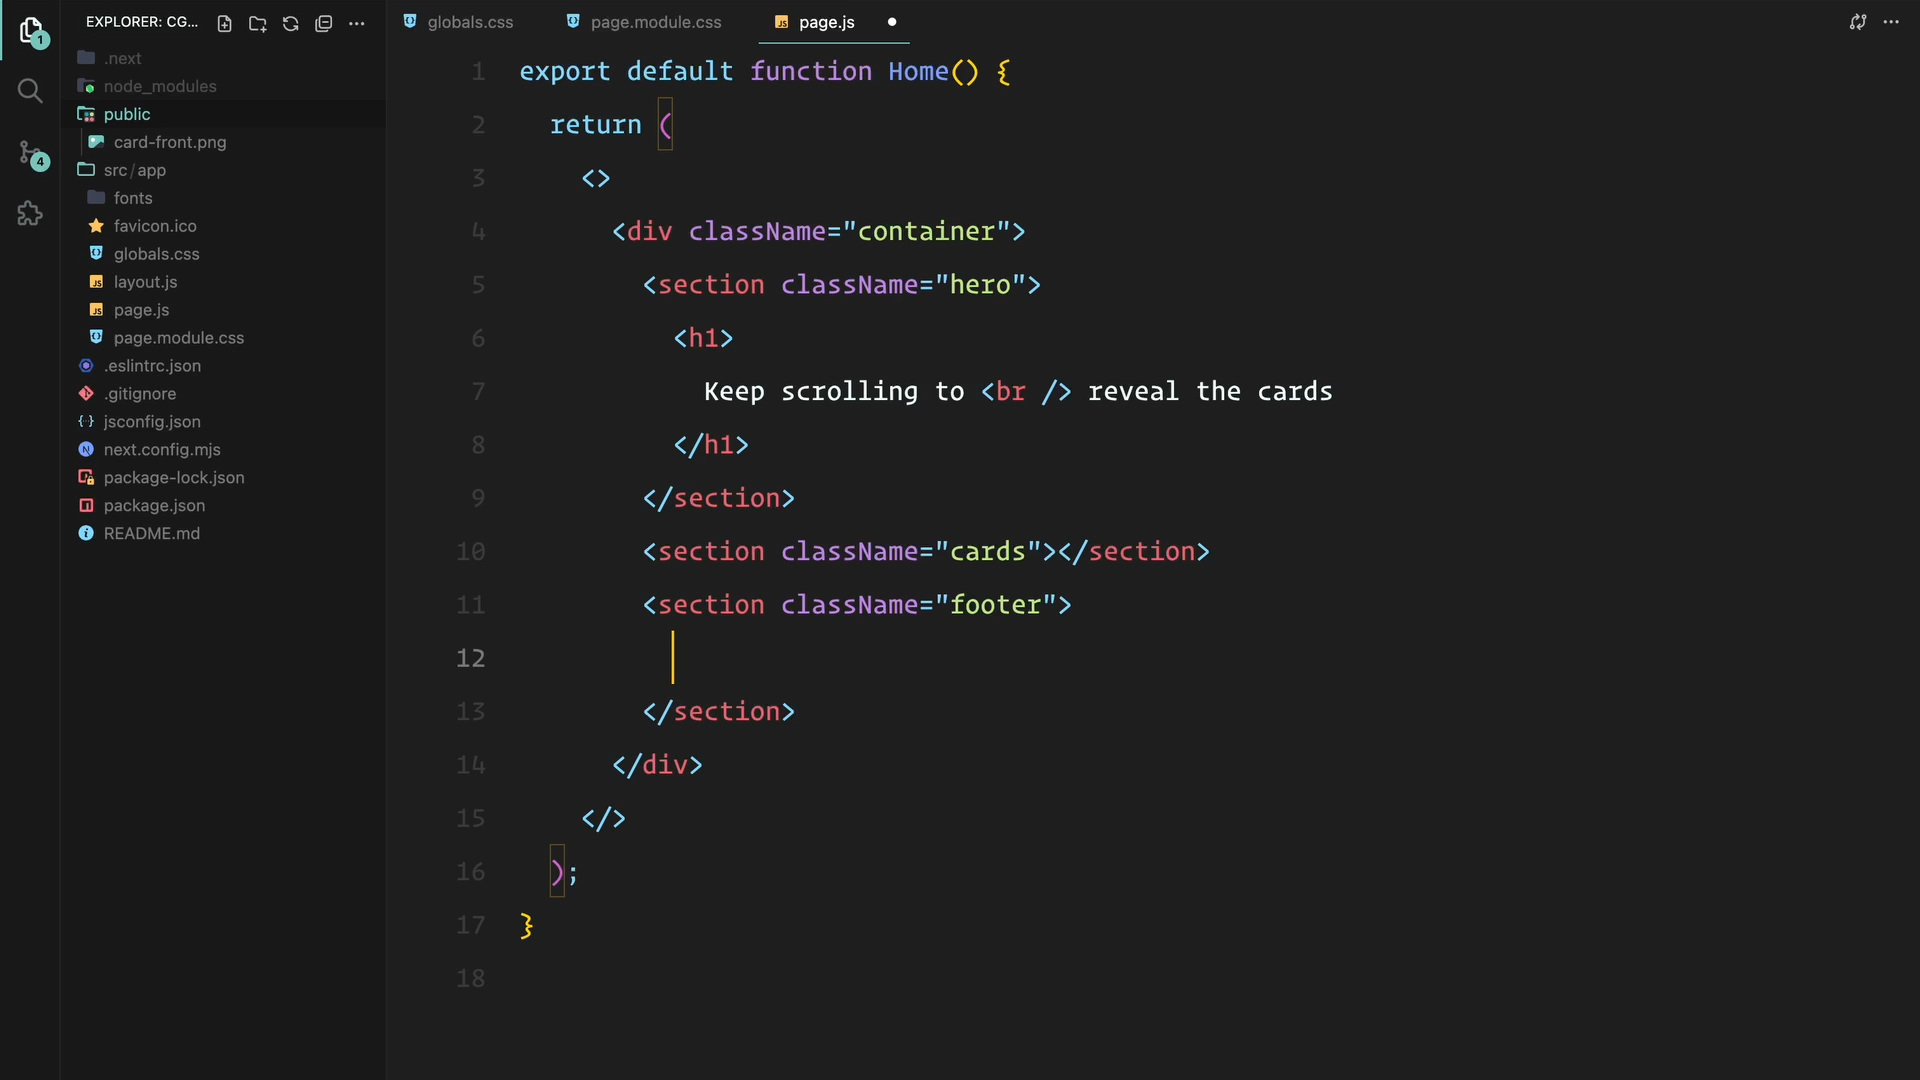 EXPLORER: CG...
globals.css
page.module.css
page.js
1
4
.next
node_modules
public
card-front.png
src/app
fonts
favicon.ico
globals.css
layout.js
page.js
page.module.css
.eslintrc.json
.gitignore
jsconfig.json
next.config.mjs
package-lock.json
package.json
README.md
1 export default function Home() {
2 return (
3 <>
4 <div className="container">
5 <section className="hero">
6 <h1>
7 Keep scrolling to <br /> reveal the cards
8 </h1>
9 </section>
10 <section className="cards"></section>
11 <section className="footer">
12
13 </section>
14 </div>
15 </>
16 );
17 }
18